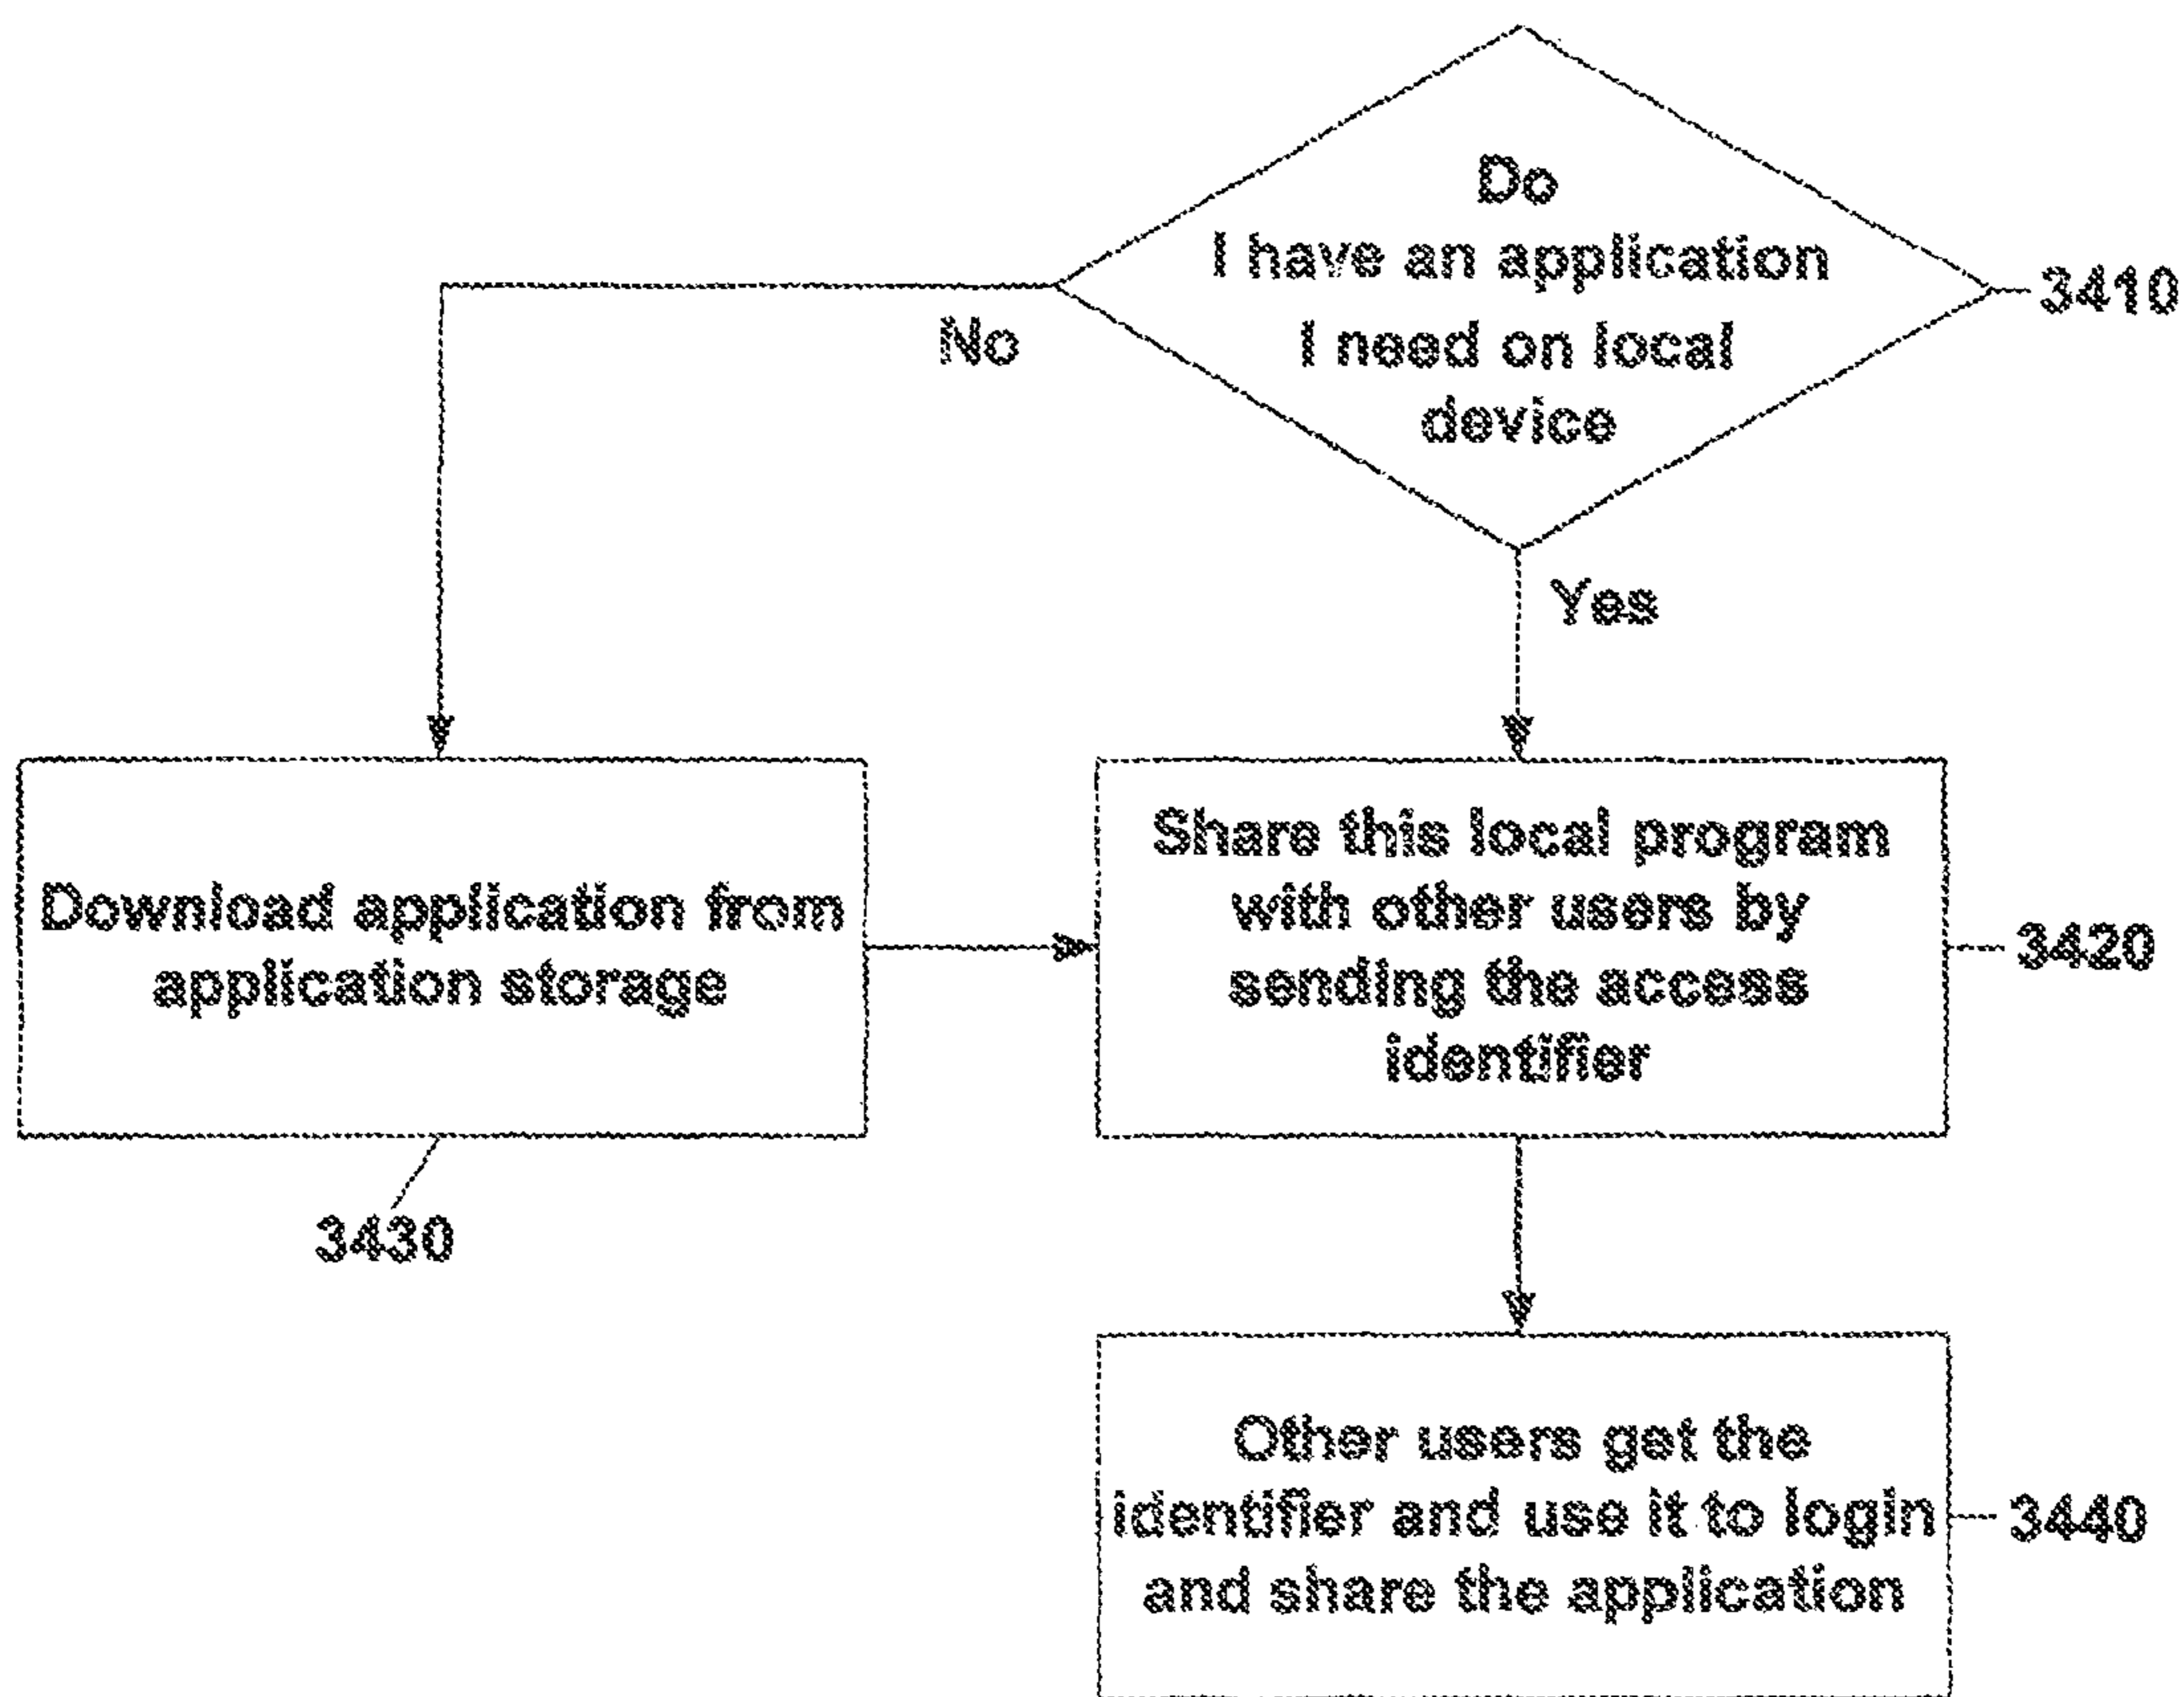 Do
I have an application
I need on local
device
3410
No
Yes
Download application from
application storage
3430
Share this local program
with other users by
sending the access
identifier
3420
Other users get the
identifier and use it to login
and share the application
3440